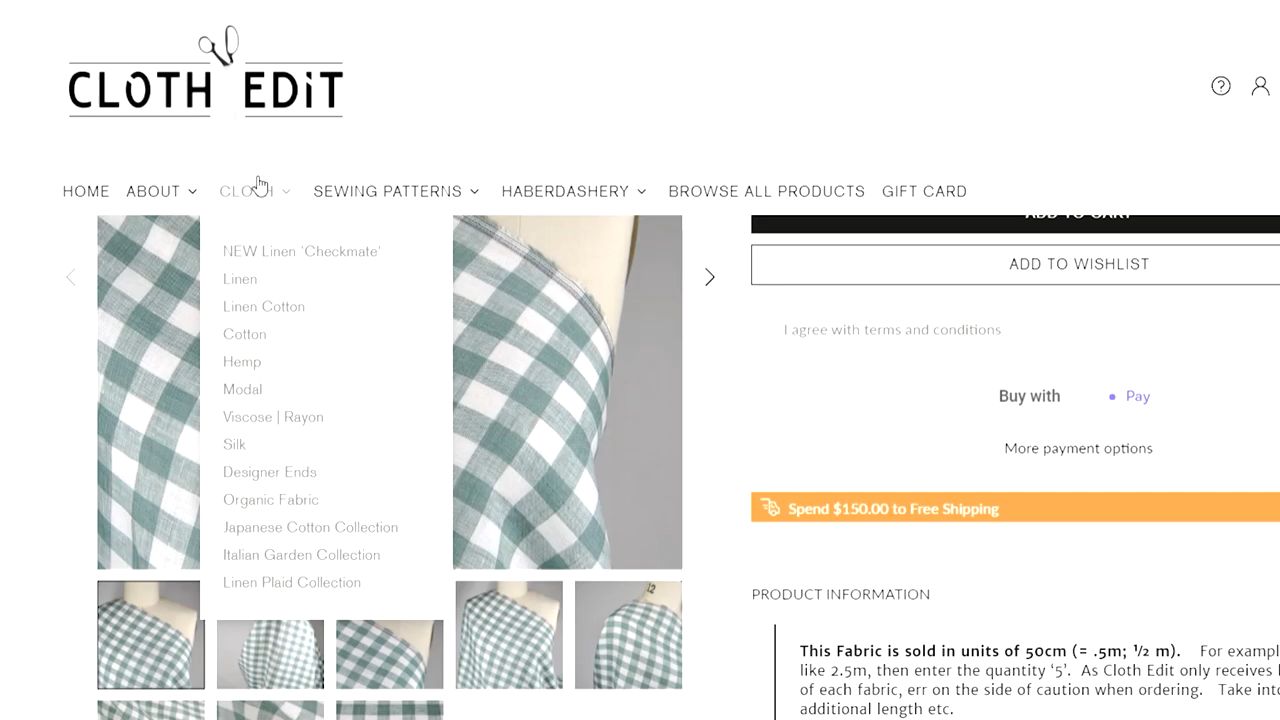 CLOTH EDiT
HOME ABOUT CLOTH SEWING PATTERNS HABERDASHERY BROWSE ALL PRODUCTS GIFT CARD
NEW Linen 'Checkmate'
Linen
Linen Cotton
Cotton
Hemp
Modal
Viscose | Rayon
Silk
Designer Ends
Organic Fabric
Japanese Cotton Collection
Italian Garden Collection
Linen Plaid Collection
12
ADD TO CART
ADD TO WISHLIST
I agree with terms and conditions
Buy with Pay
More payment options
Spend $150.00 to Free Shipping
PRODUCT INFORMATION
This Fabric is sold in units of 50cm (= .5m; ½ m). For exampl
like 2.5m, then enter the quantity '5'. As Cloth Edit only receives
of each fabric, err on the side of caution when ordering. Take int
additional length etc.